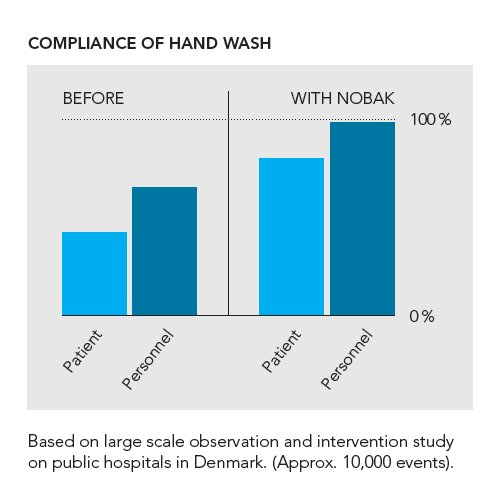 COMPLIANCE OF HAND WASH
BEFORE
WITH NOBAK
100 %
0 %
Patient
Personnel
Patient
Personnel
Based on large scale observation and intervention study
on public hospitals in Denmark. (Approx. 10,000 events).